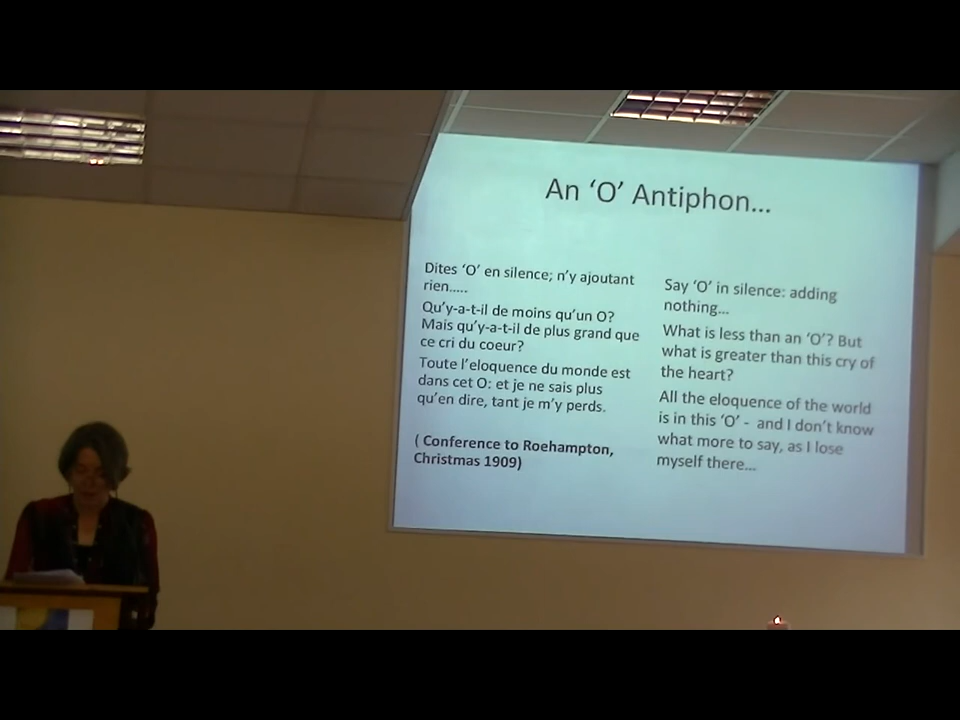 An ‘O’ Antiphon…
Dites ‘O’ en silence; n’y ajoutant
rien.....
Qu’y-a-t-il de moins qu’un O?
Mais qu’y-a-t-il de plus grand que
ce cri du coeur?
Toute l’eloquence du monde est
dans cet O: et je ne sais plus
qu’en dire, tant je m’y perds.
( Conference to Roehampton,
Christmas 1909)
Say ‘O’ in silence: adding
nothing…
What is less than an ‘O’? But
what is greater than this cry of
the heart?
All the eloquence of the world
is in this ‘O’ - and I don’t know
what more to say, as I lose
myself there…